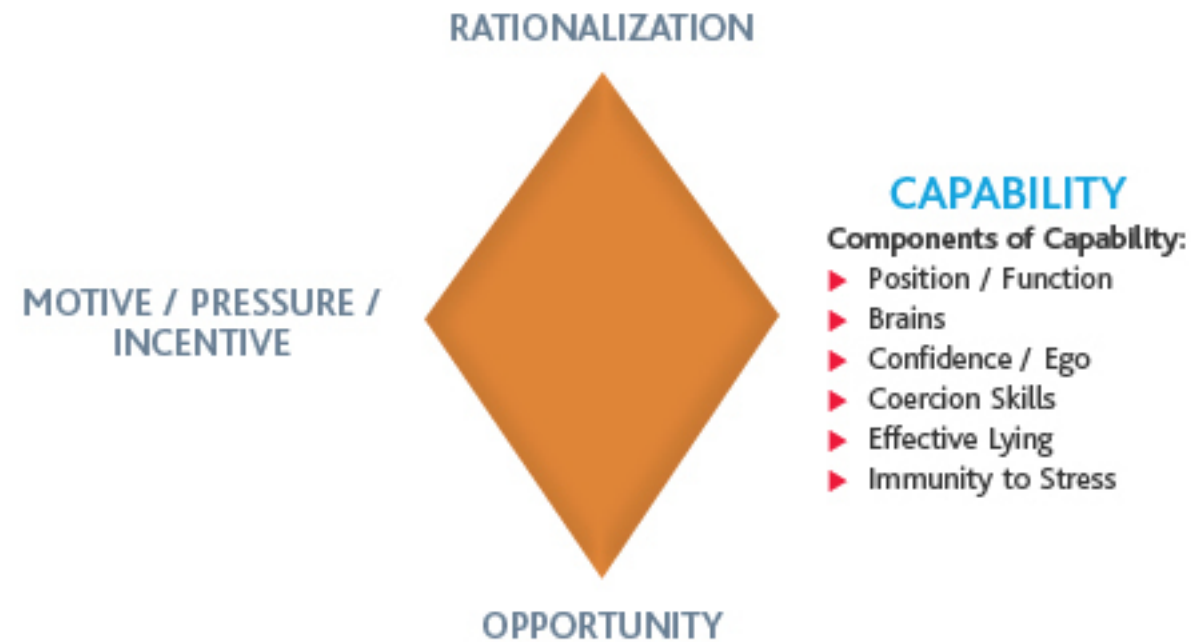 RATIONALIZATION
MOTIVE / PRESSURE /
INCENTIVE
CAPABILITY
Components of Capability:
Position / Function
Brains
Confidence / Ego
Coercion Skills
Effective Lying
Immunity to Stress
OPPORTUNITY